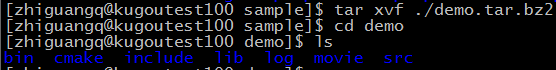 [zhiguangq@kugoutest100 sample]$ tar xvf ./demo.tar.bz2
[zhiguangq@kugoutest100 sample]$ cd demo
[zhiguangq@kugoutest100 demo]$ ls
bin cmake include lib log movie src